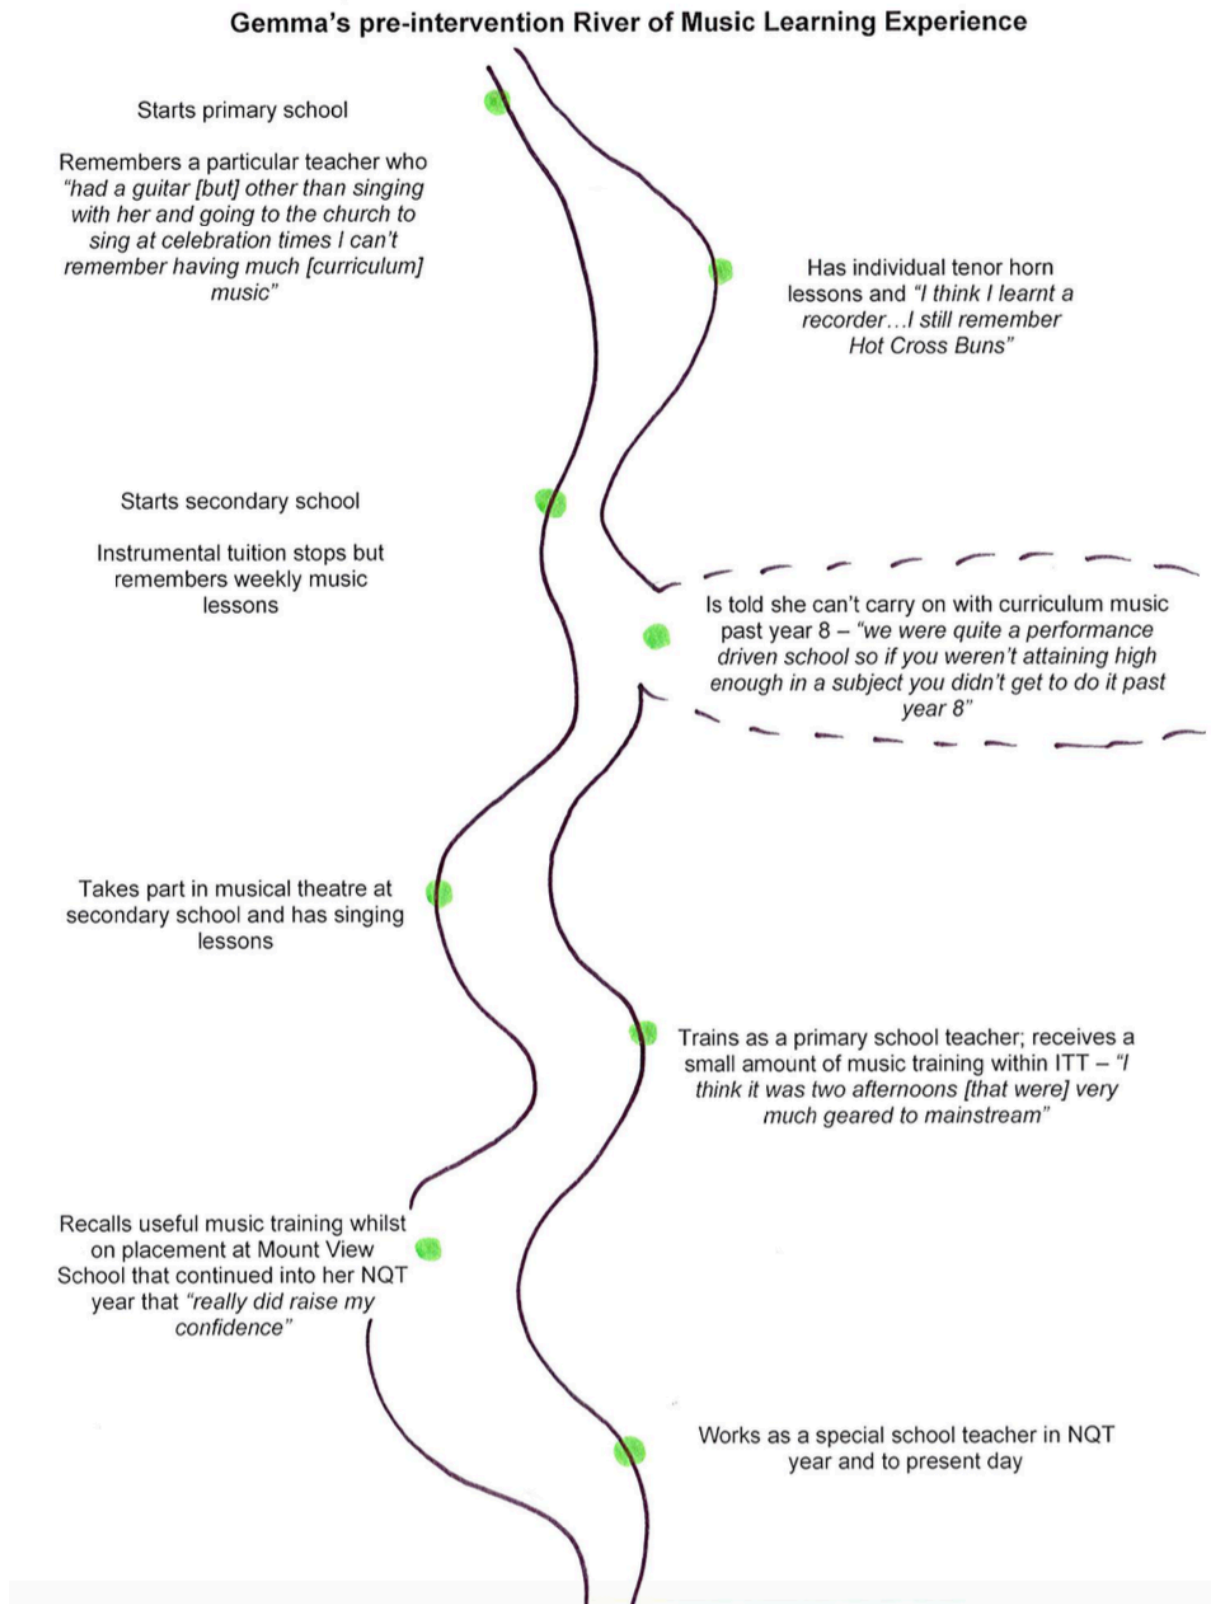 Gemma's pre-intervention River of Music Learning Experience
Starts primary school
Remembers a particular teacher who
“had a guitar [but] other than singing
with her and going to the church to
sing at celebration times I can't
remember having much [curriculum]
music”
Has individual tenor horn
lessons and “I think I learnt a
recorder…I still remember
Hot Cross Buns”
Starts secondary school
Instrumental tuition stops but
remembers weekly music
lessons
Is told she can't carry on with curriculum music
past year 8 – “we were quite a performance
driven school so if you weren't attaining high
enough in a subject you didn't get to do it past
year 8”
Takes part in musical theatre at
secondary school and has singing
lessons
Trains as a primary school teacher; receives a
small amount of music training within ITT – “I
think it was two afternoons [that were] very
much geared to mainstream”
Recalls useful music training whilst
on placement at Mount View
School that continued into her NQT
year that “really did raise my
confidence”
Works as a special school teacher in NQT
year and to present day